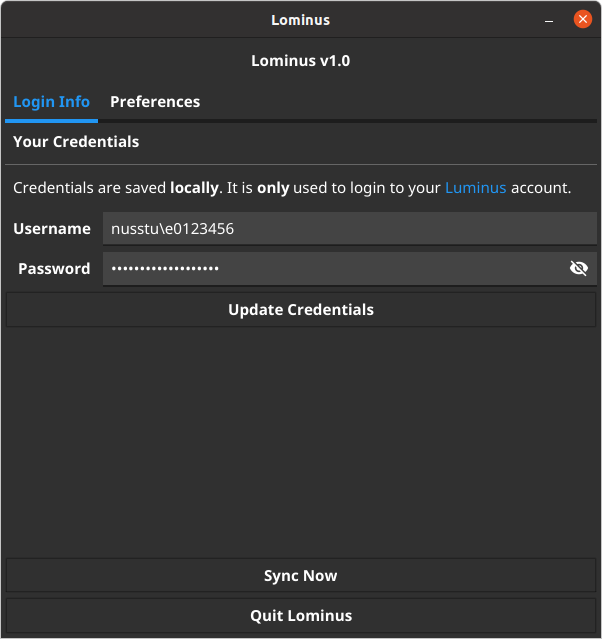 Lominus
Lominus v1.0
Login Info Preferences
Your Credentials
Credentials are saved locally. It is only used to login to your Luminus account.
Username nusstu\e0123456
Password •••••••••••••••••••
Update Credentials
Sync Now
Quit Lominus